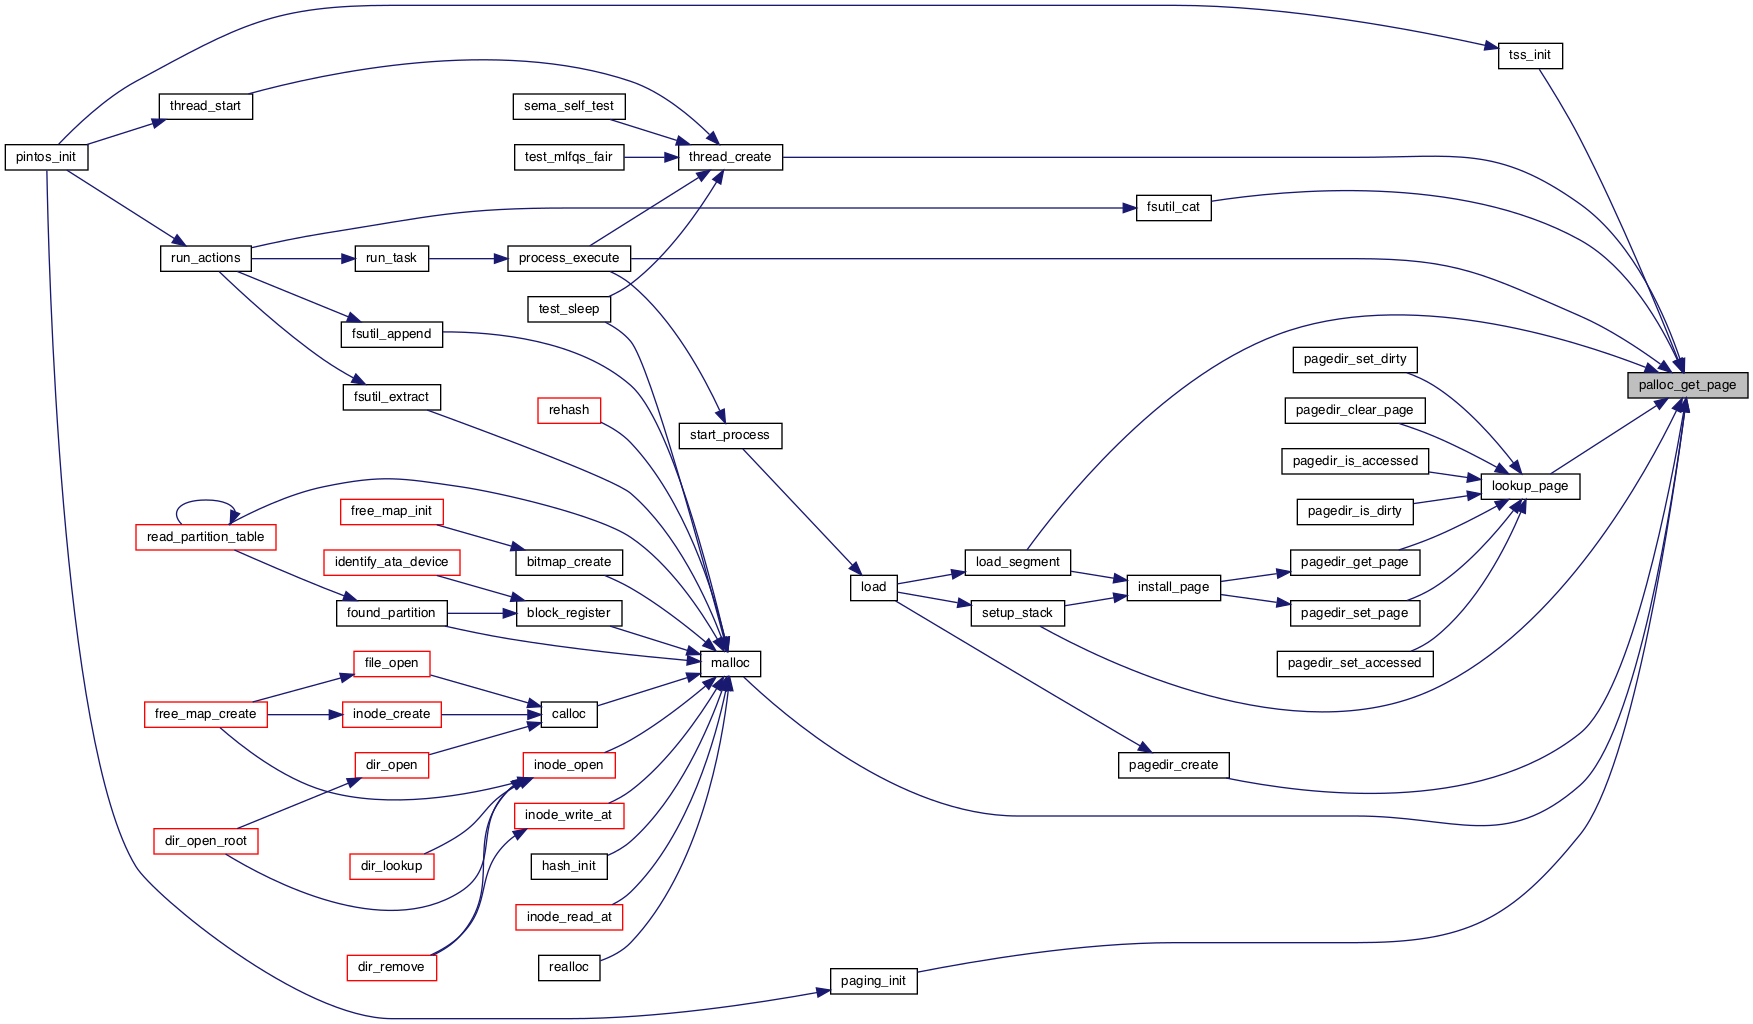 tss_init
thread_start
sema_self_test
pintos_init
test_mlfqs_fair
thread_create
fsutil_cat
run_actions
run_task
process_execute
test_sleep
fsutil_append
pagedir_set_dirty
palloc_get_page
fsutil_extract
rehash
pagedir_clear_page
start_process
pagedir_is_accessed
lookup_page
free_map_init
pagedir_is_dirty
read_partition_table
identify_ata_device
bitmap_create
load_segment
pagedir_get_page
load
install_page
found_partition
block_register
setup_stack
pagedir_set_page
file_open
malloc
pagedir_set_accessed
free_map_create
inode_create
calloc
dir_open
inode_open
pagedir_create
inode_write_at
dir_open_root
dir_lookup
hash_init
inode_read_at
dir_remove
realloc
paging_init